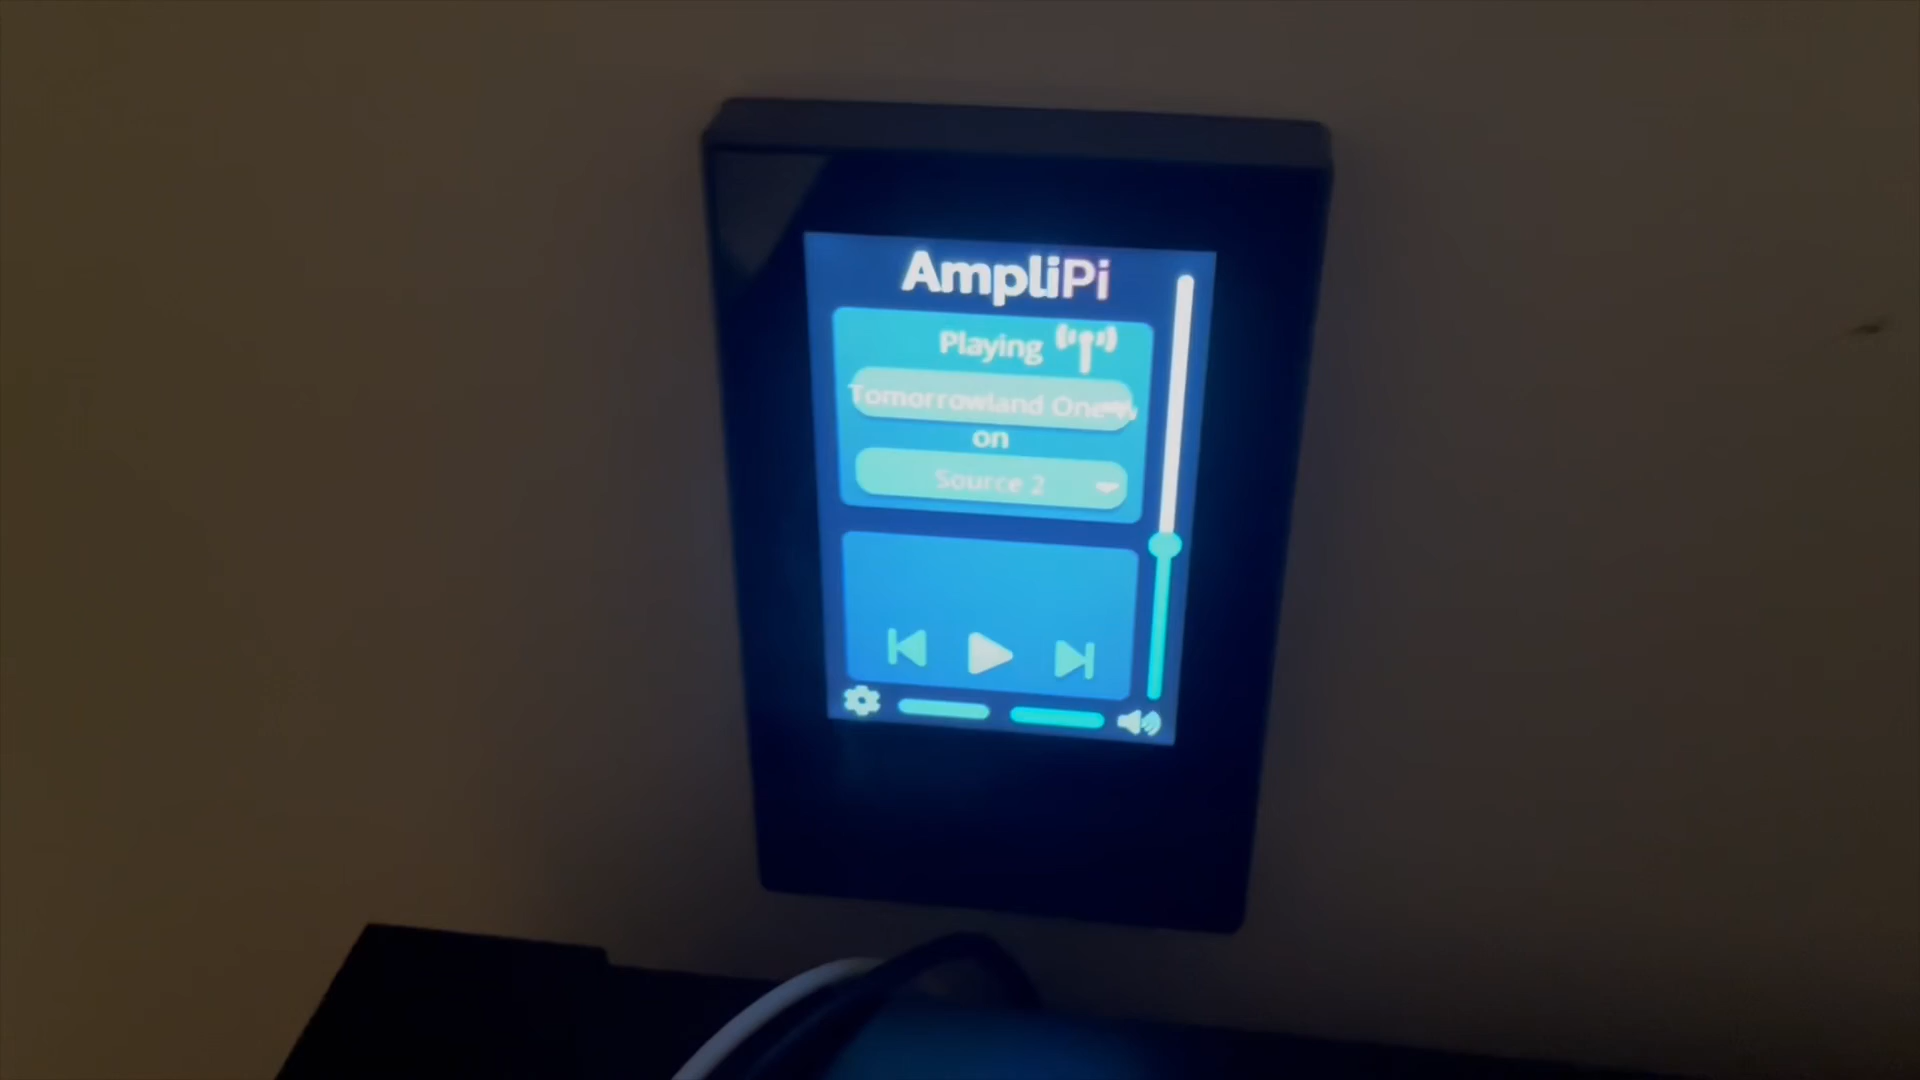 AmpliPi
Playing
Tomorrowland One
on
Source 2